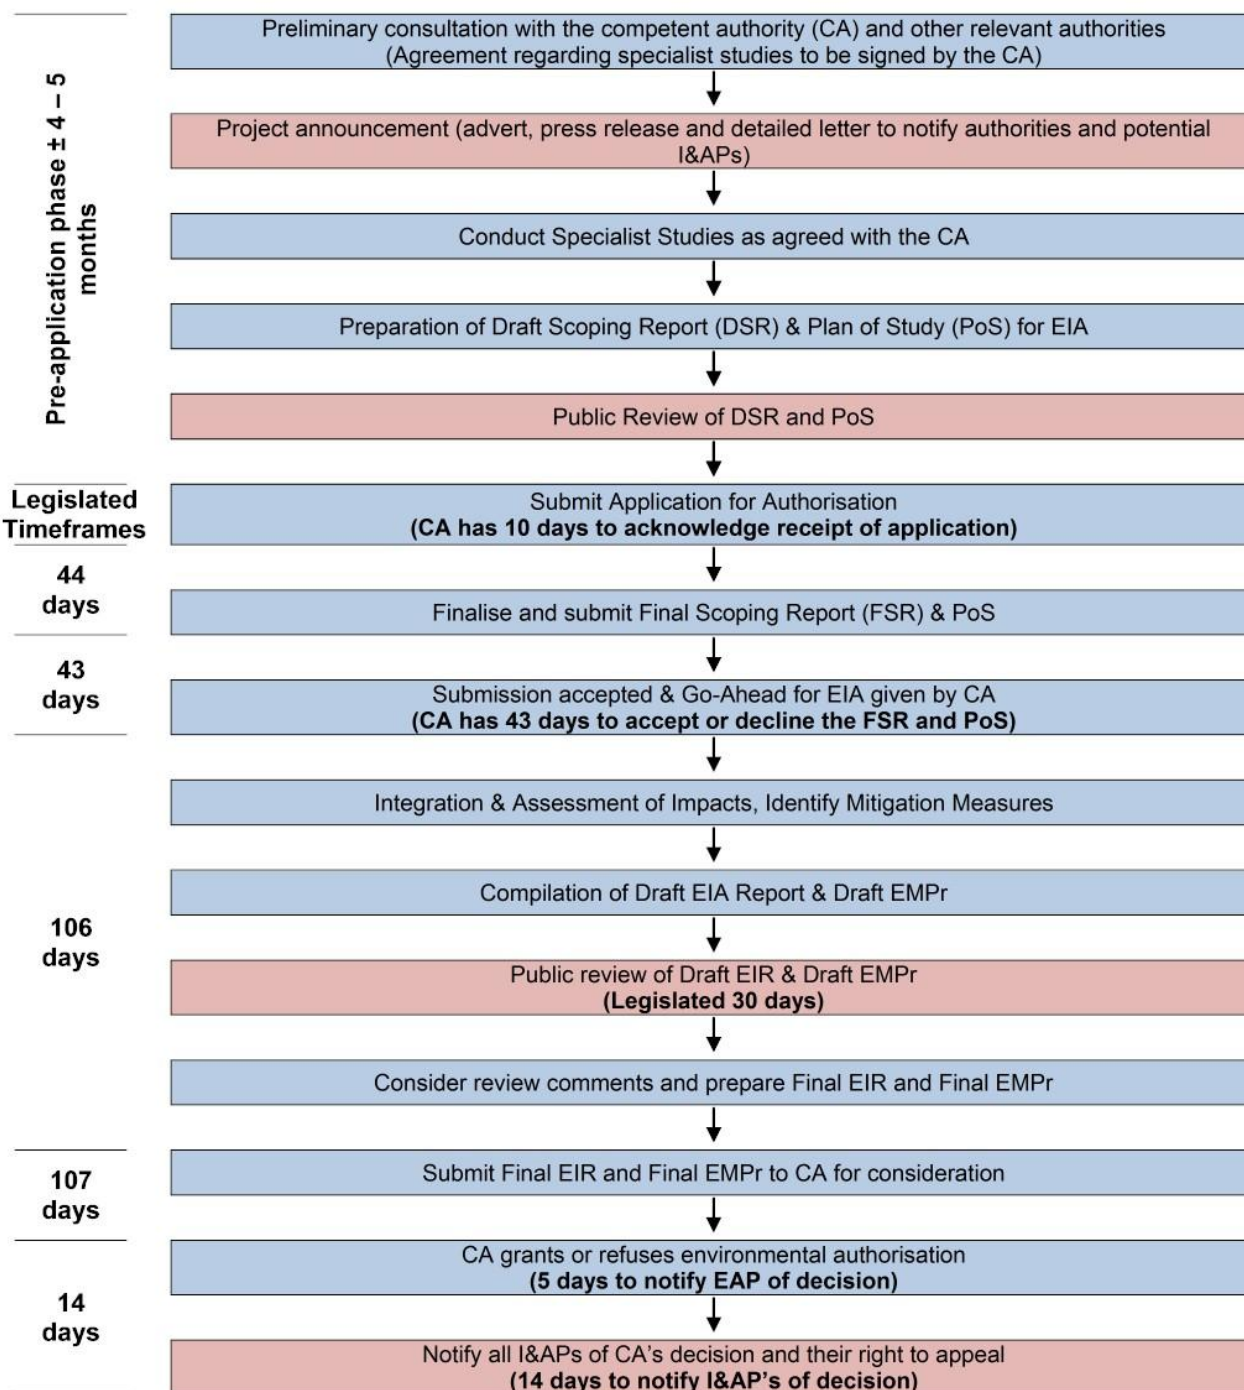 Pre-application phase ± 4 – 5
months
Preliminary consultation with the competent authority (CA) and other relevant authorities
(Agreement regarding specialist studies to be signed by the CA)
Project announcement (advert, press release and detailed letter to notify authorities and potential
I&APs)
Conduct Specialist Studies as agreed with the CA
Preparation of Draft Scoping Report (DSR) & Plan of Study (PoS) for EIA
Public Review of DSR and PoS
Legislated
Timeframes
Submit Application for Authorisation
(CA has 10 days to acknowledge receipt of application)
44
days
Finalise and submit Final Scoping Report (FSR) & PoS
43
days
Submission accepted & Go-Ahead for EIA given by CA
(CA has 43 days to accept or decline the FSR and PoS)
106
days
Integration & Assessment of Impacts, Identify Mitigation Measures
Compilation of Draft EIA Report & Draft EMPr
Public review of Draft EIR & Draft EMPr
(Legislated 30 days)
Consider review comments and prepare Final EIR and Final EMPr
107
days
Submit Final EIR and Final EMPr to CA for consideration
14
days
CA grants or refuses environmental authorisation
(5 days to notify EAP of decision)
Notify all I&APs of CA's decision and their right to appeal
(14 days to notify I&AP's of decision)